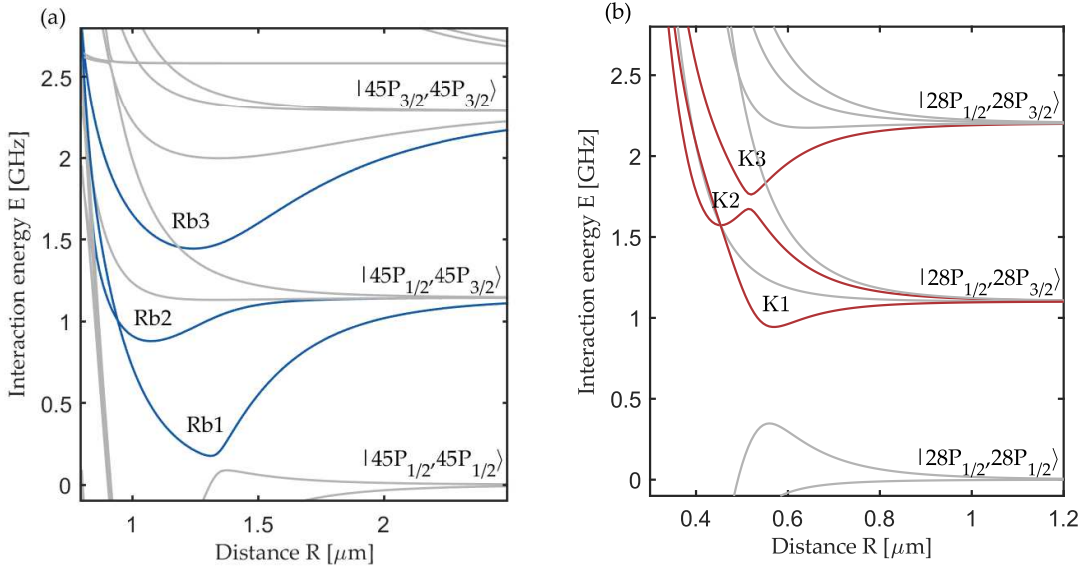 (a)
Interaction energy E [GHz]
2.5
2
1.5
1
0.5
0
|45P3/2,45P3/2⟩
Rb3
|45P1/2,45P3/2⟩
Rb2
Rb1
|45P1/2,45P1/2⟩
1
1.5
2
Distance R [μm]
(b)
Interaction energy E [GHz]
2.5
2
1.5
1
0.5
0
|28P1/2,28P3/2⟩
K3
K2
|28P1/2,28P3/2⟩
K1
|28P1/2,28P1/2⟩
0.4
0.6
0.8
1
1.2
Distance R [μm]